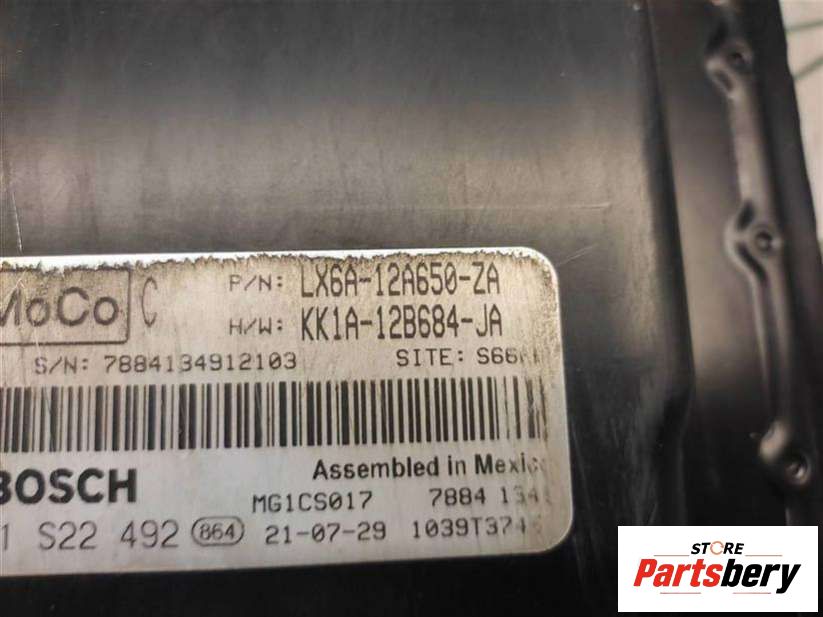 MoCo C P/N: LX6A-12A650-ZA
H/W: KK1A-12B684-JA
S/N: 7884134912103 SITE:
BOSCH Assembled in
MG1CS017 7884
S22 492 864 21-07-29
STORE
Partsbery